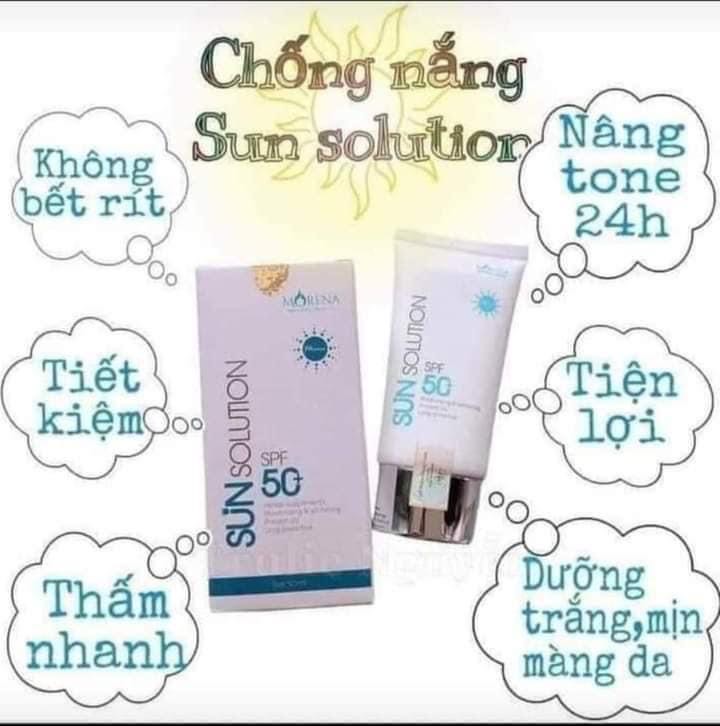 Chống nắng
Sun solution
Không
bết rít
Nâng
tone
24h
Tiết
kiệm
Tiện
lợi
Thấm
nhanh
Dưỡng
trắng,mịn
màng da
MORENA
SUN SOLUTION
SPF
50+
MORENA
SUN SOLUTION
SPF
50